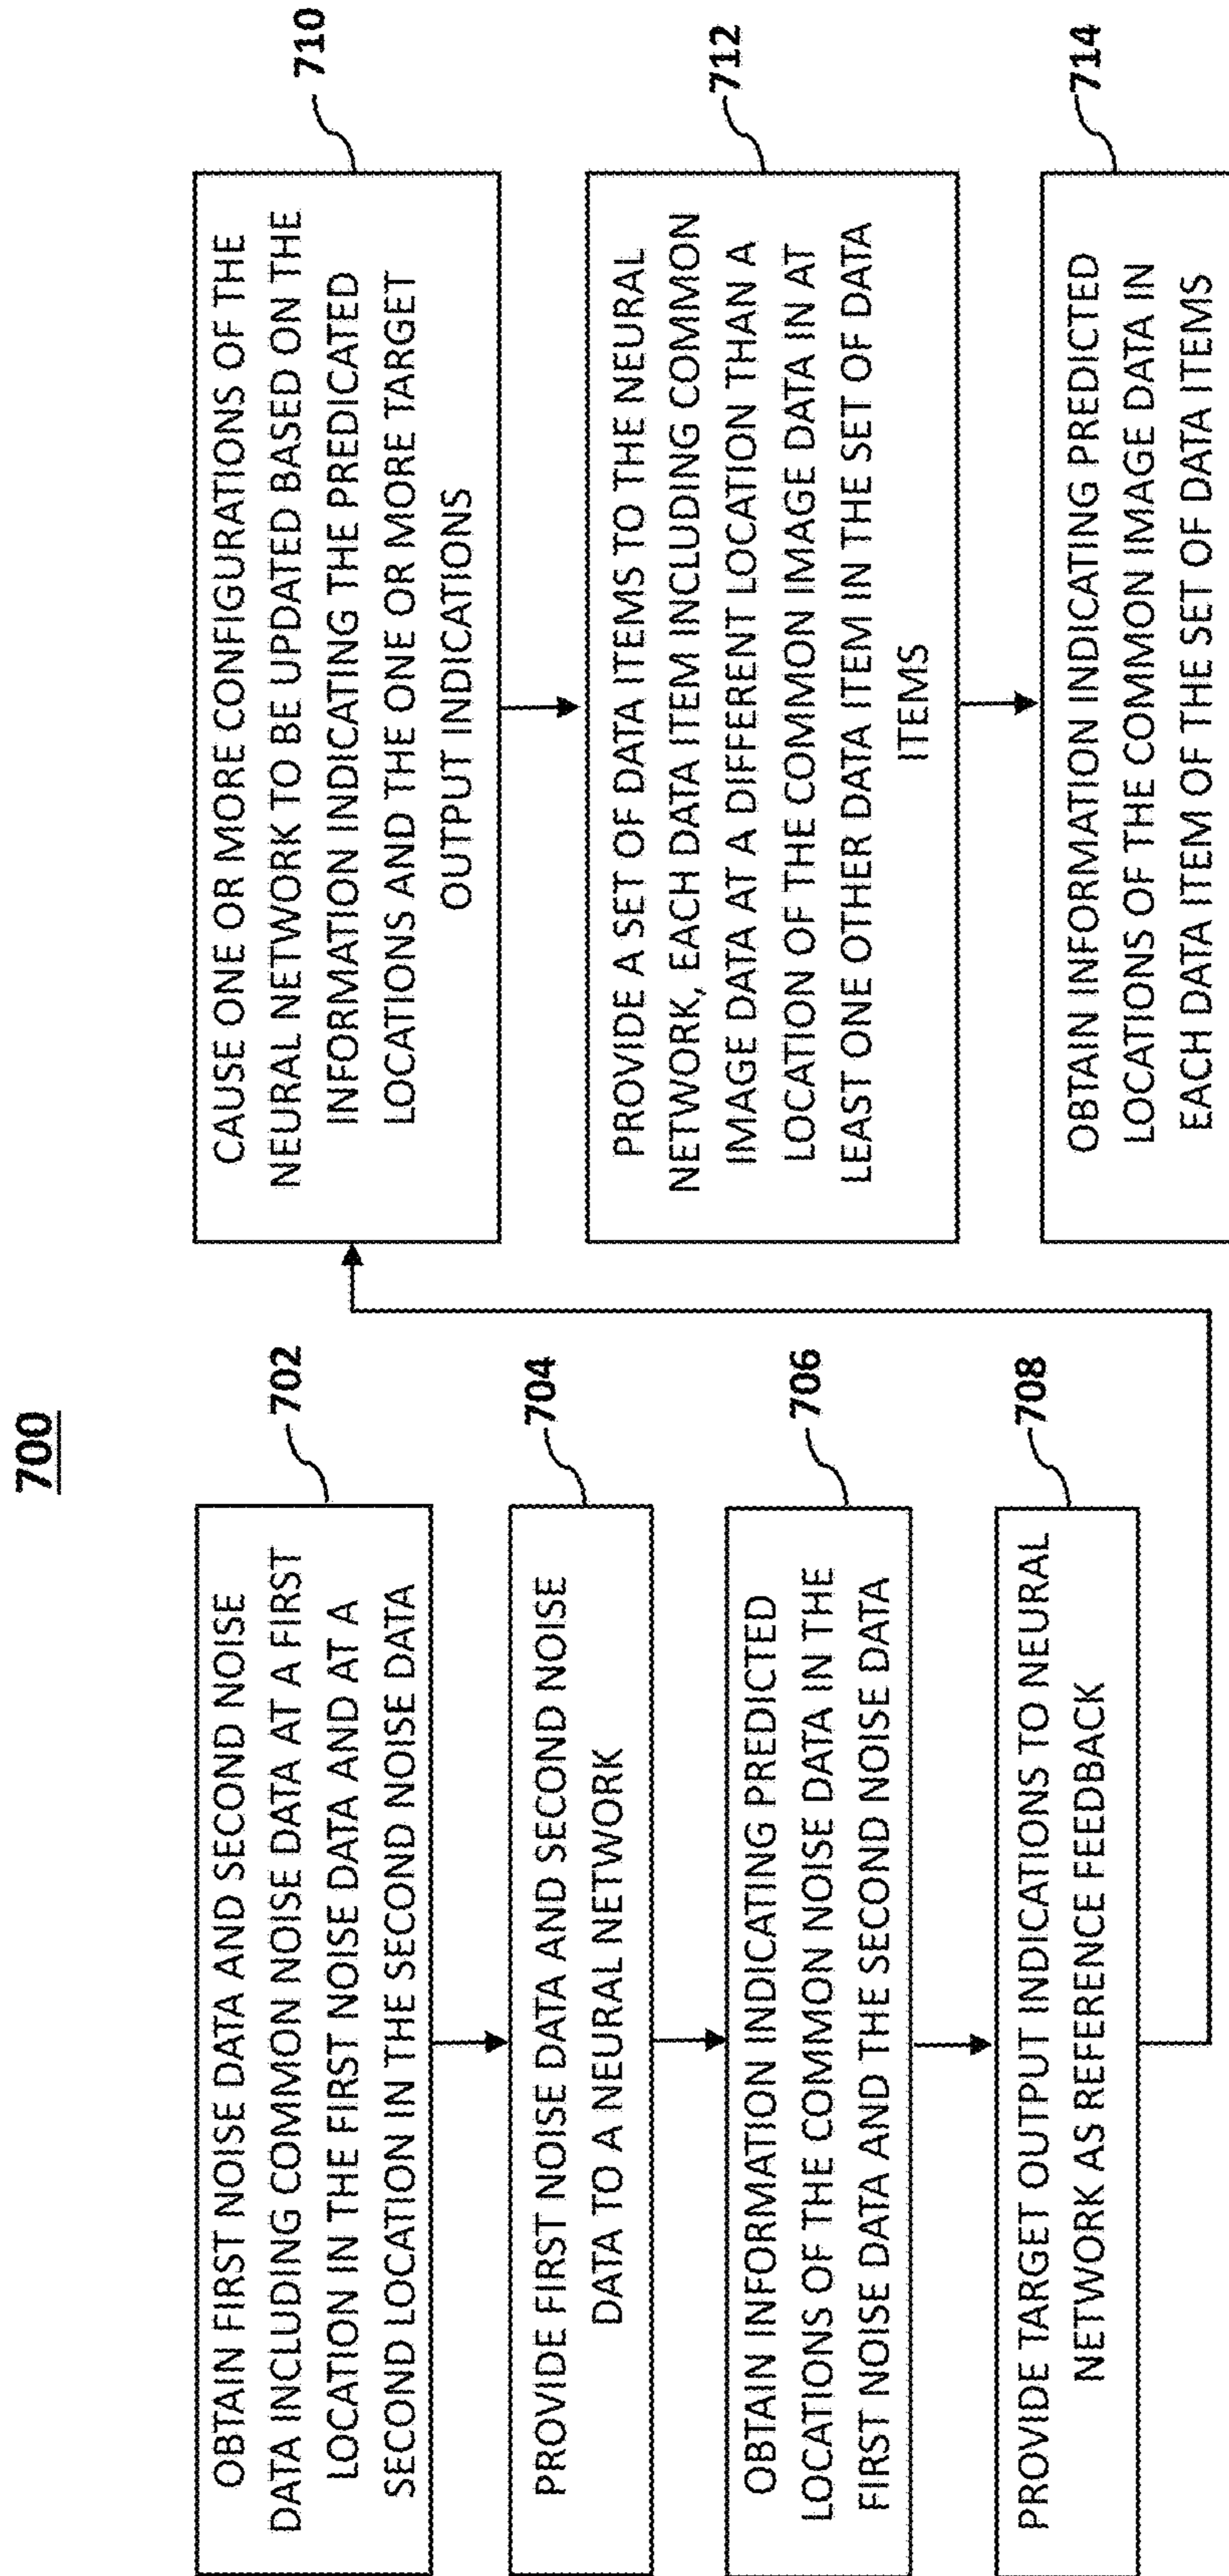 700
OBTAIN FIRST NOISE DATA AND SECOND NOISE
DATA INCLUDING COMMON NOISE DATA AT A FIRST
LOCATION IN THE FIRST NOISE DATA AND AT A
SECOND LOCATION IN THE SECOND NOISE DATA
702
PROVIDE FIRST NOISE DATA AND SECOND NOISE
DATA TO A NEURAL NETWORK
704
OBTAIN INFORMATION INDICATING PREDICTED
LOCATIONS OF THE COMMON NOISE DATA IN THE
FIRST NOISE DATA AND THE SECOND NOISE DATA
706
PROVIDE TARGET OUTPUT INDICATIONS TO NEURAL
NETWORK AS REFERENCE FEEDBACK
708
CAUSE ONE OR MORE CONFIGURATIONS OF THE
NEURAL NETWORK TO BE UPDATED BASED ON THE
INFORMATION INDICATING THE PREDICATED
LOCATIONS AND THE ONE OR MORE TARGET
OUTPUT INDICATIONS
710
PROVIDE A SET OF DATA ITEMS TO THE NEURAL
NETWORK, EACH DATA ITEM INCLUDING COMMON
IMAGE DATA AT A DIFFERENT LOCATION THAN A
LOCATION OF THE COMMON IMAGE DATA IN AT
LEAST ONE OTHER DATA ITEM IN THE SET OF DATA
ITEMS
712
OBTAIN INFORMATION INDICATING PREDICTED
LOCATIONS OF THE COMMON IMAGE DATA IN
EACH DATA ITEM OF THE SET OF DATA ITEMS
714